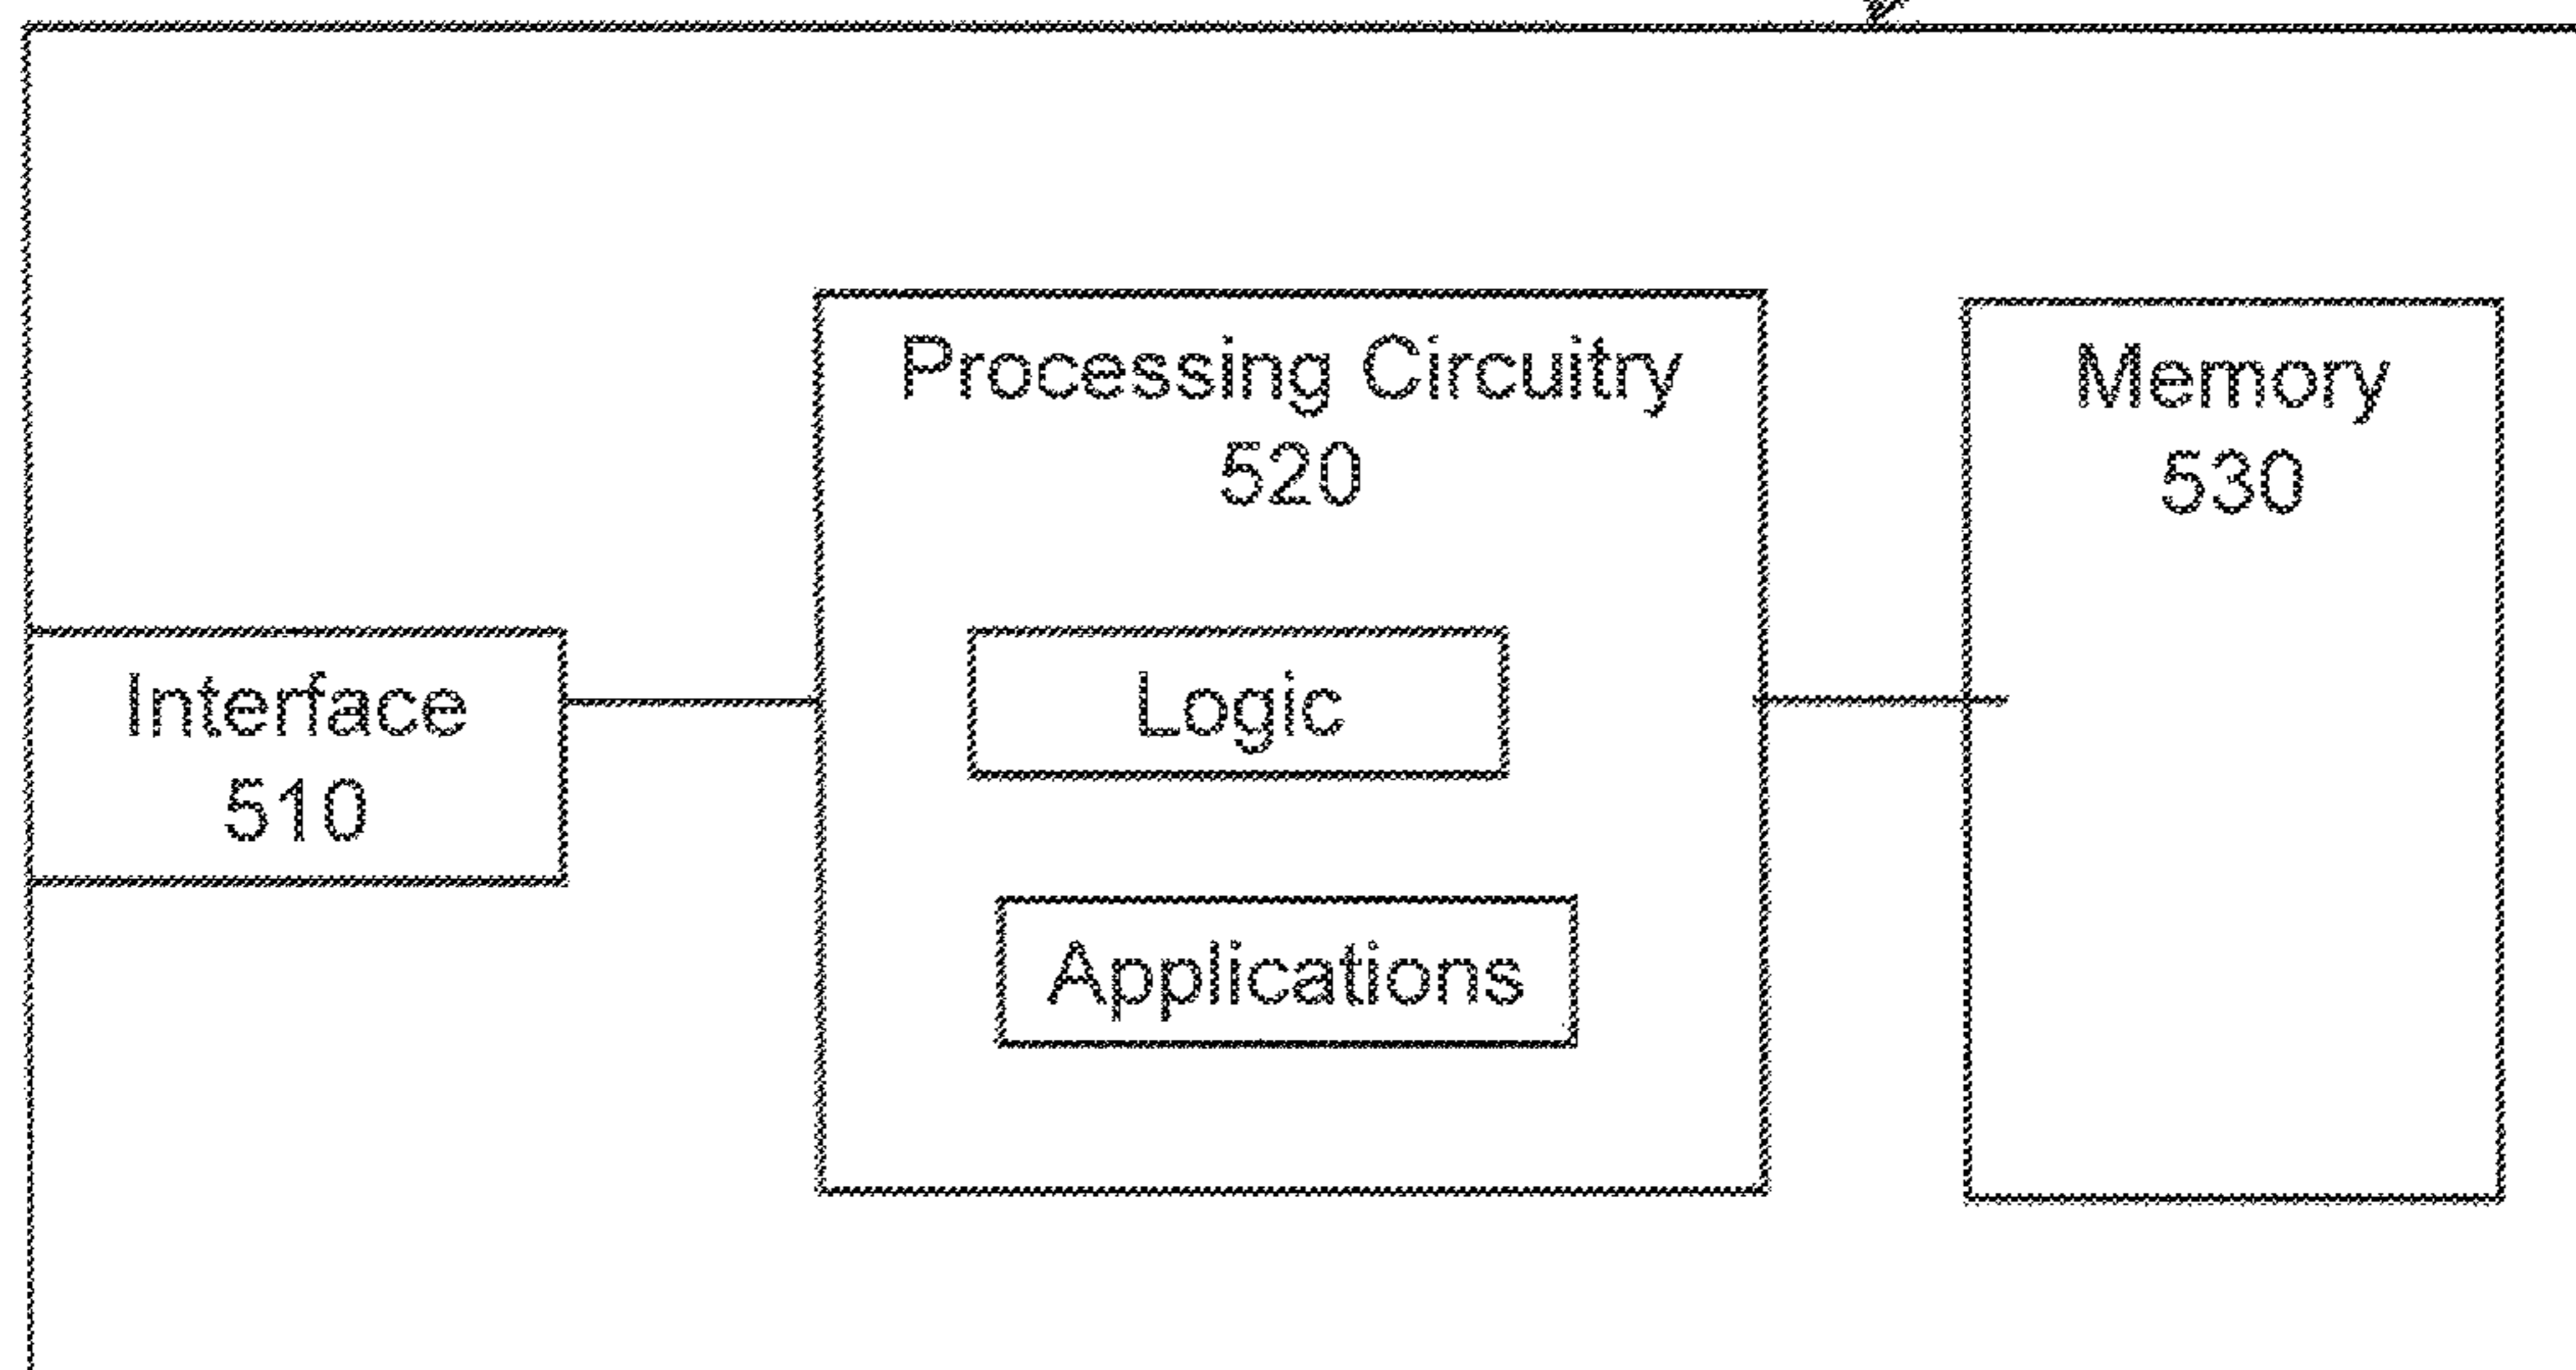 Processing Circuitry
520
Memory
530
Interface
510
Logic
Applications